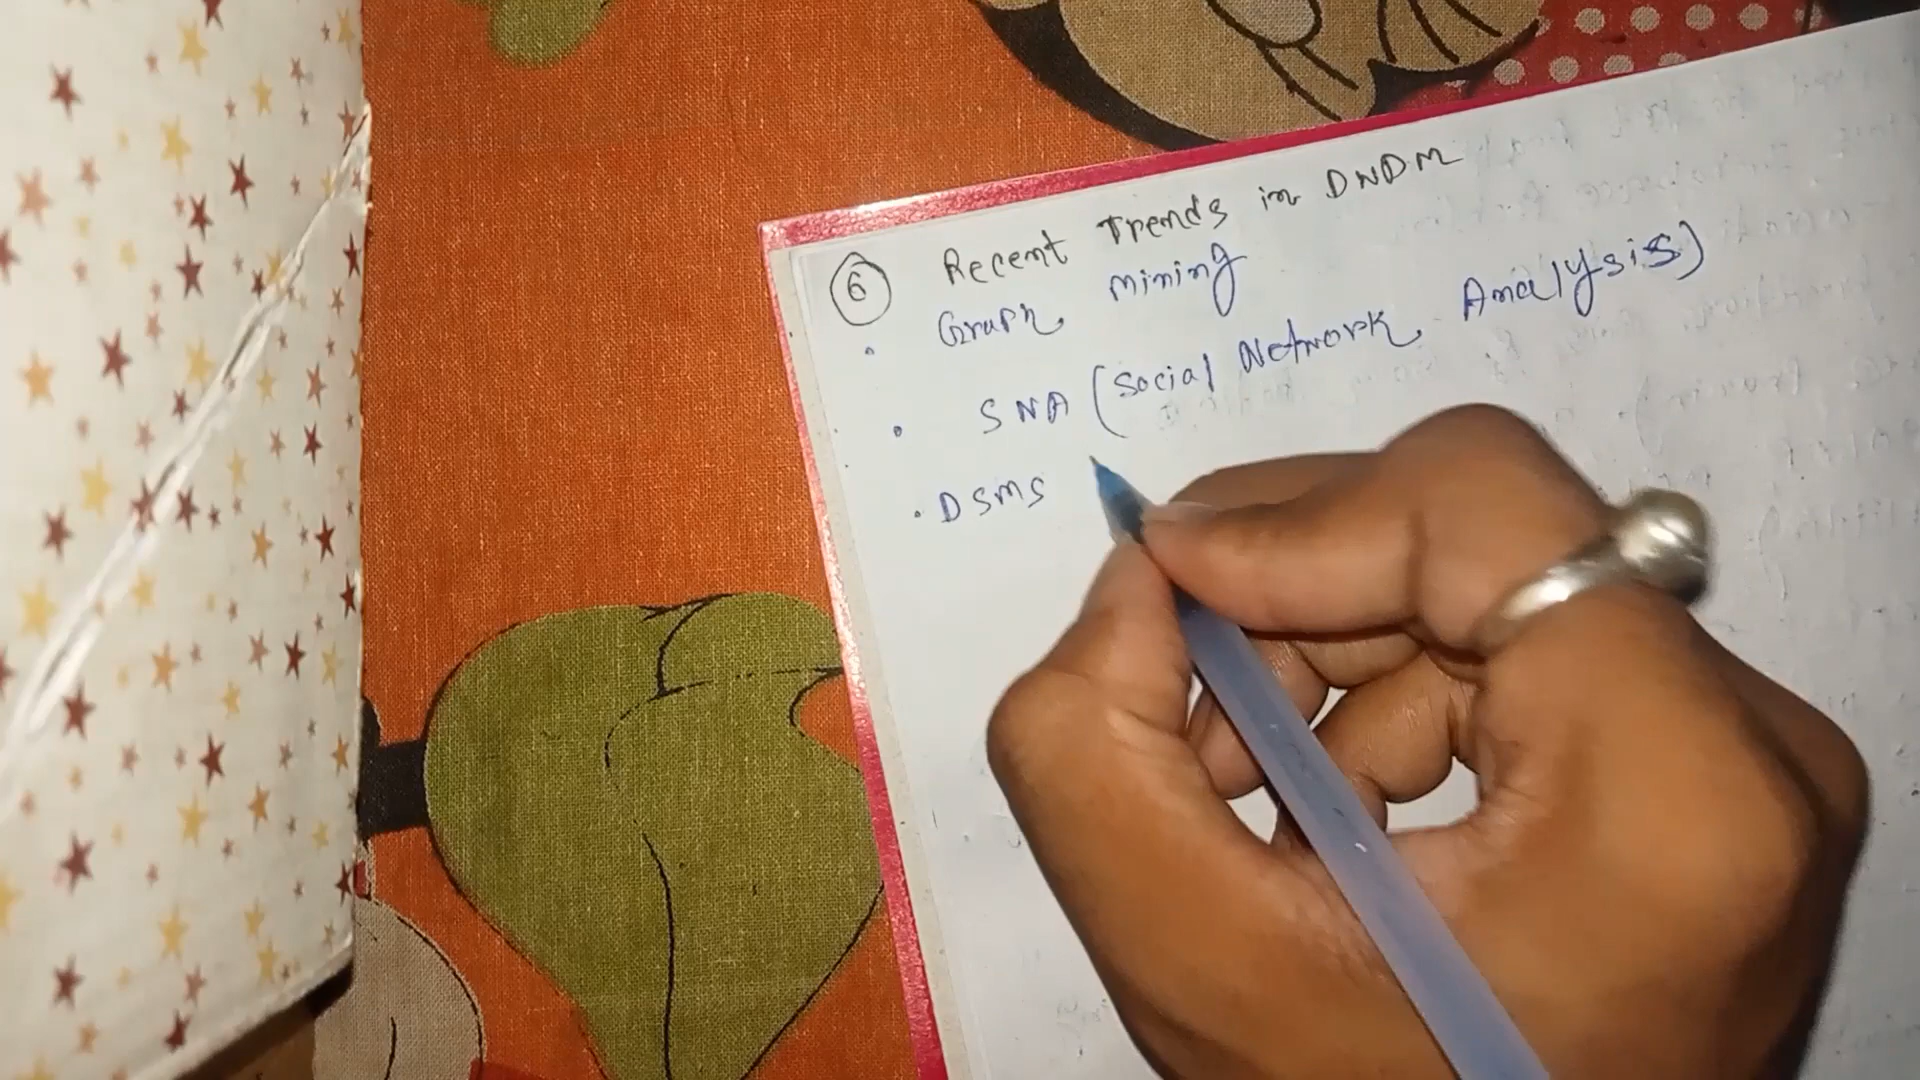 6 Recent Trends in DWDM
. Graph Mining
. SNA (Social Network Analysis)
. DSMS